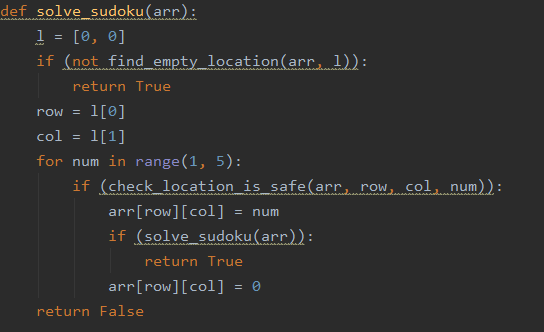 def solve_sudoku(arr):
    l = [0, 0]
    if (not find_empty_location(arr, l)):
        return True
    row = l[0]
    col = l[1]
    for num in range(1, 5):
        if (check_location_is_safe(arr, row, col, num)):
            arr[row][col] = num
            if (solve_sudoku(arr)):
                return True
            arr[row][col] = 0
    return False